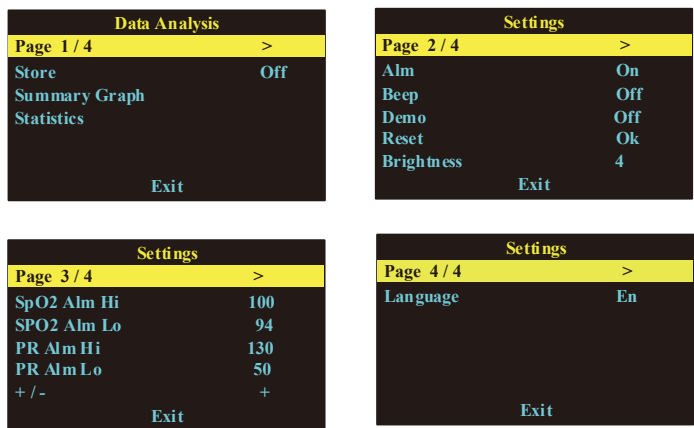 Data Analysis
Page 1 / 4 >
Store Off
Summary Graph
Statistics
Exit
Settings
Page 2 / 4 >
Alm On
Beep Off
Demo Off
Reset Ok
Brightness 4
Exit
Settings
Page 3 / 4 >
SpO2 Alm Hi 100
SPO2 Alm Lo 94
PR Alm Hi 130
PR Alm Lo 50
+ / - +
Exit
Settings
Page 4 / 4 >
Language En
Exit